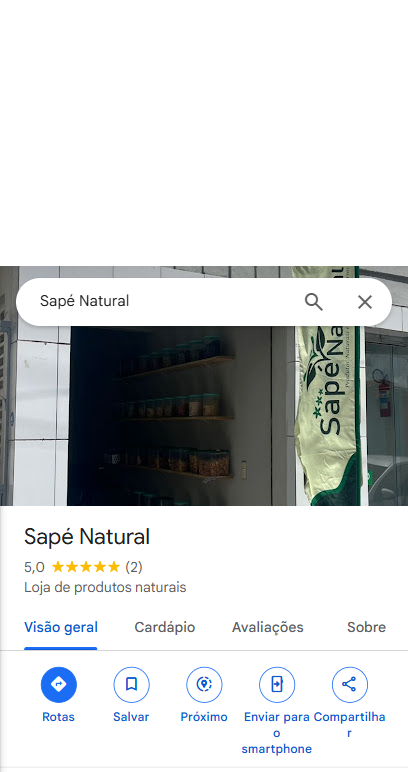 Sapé Natural
SapéNatu
Produtos Naturais
Sapé Natural
5,0 ★★★★★ (2)
Loja de produtos naturais
Visão geral Cardápio Avaliações Sobre
Rotas Salvar Próximo Enviar para o smartphone Compartilhar